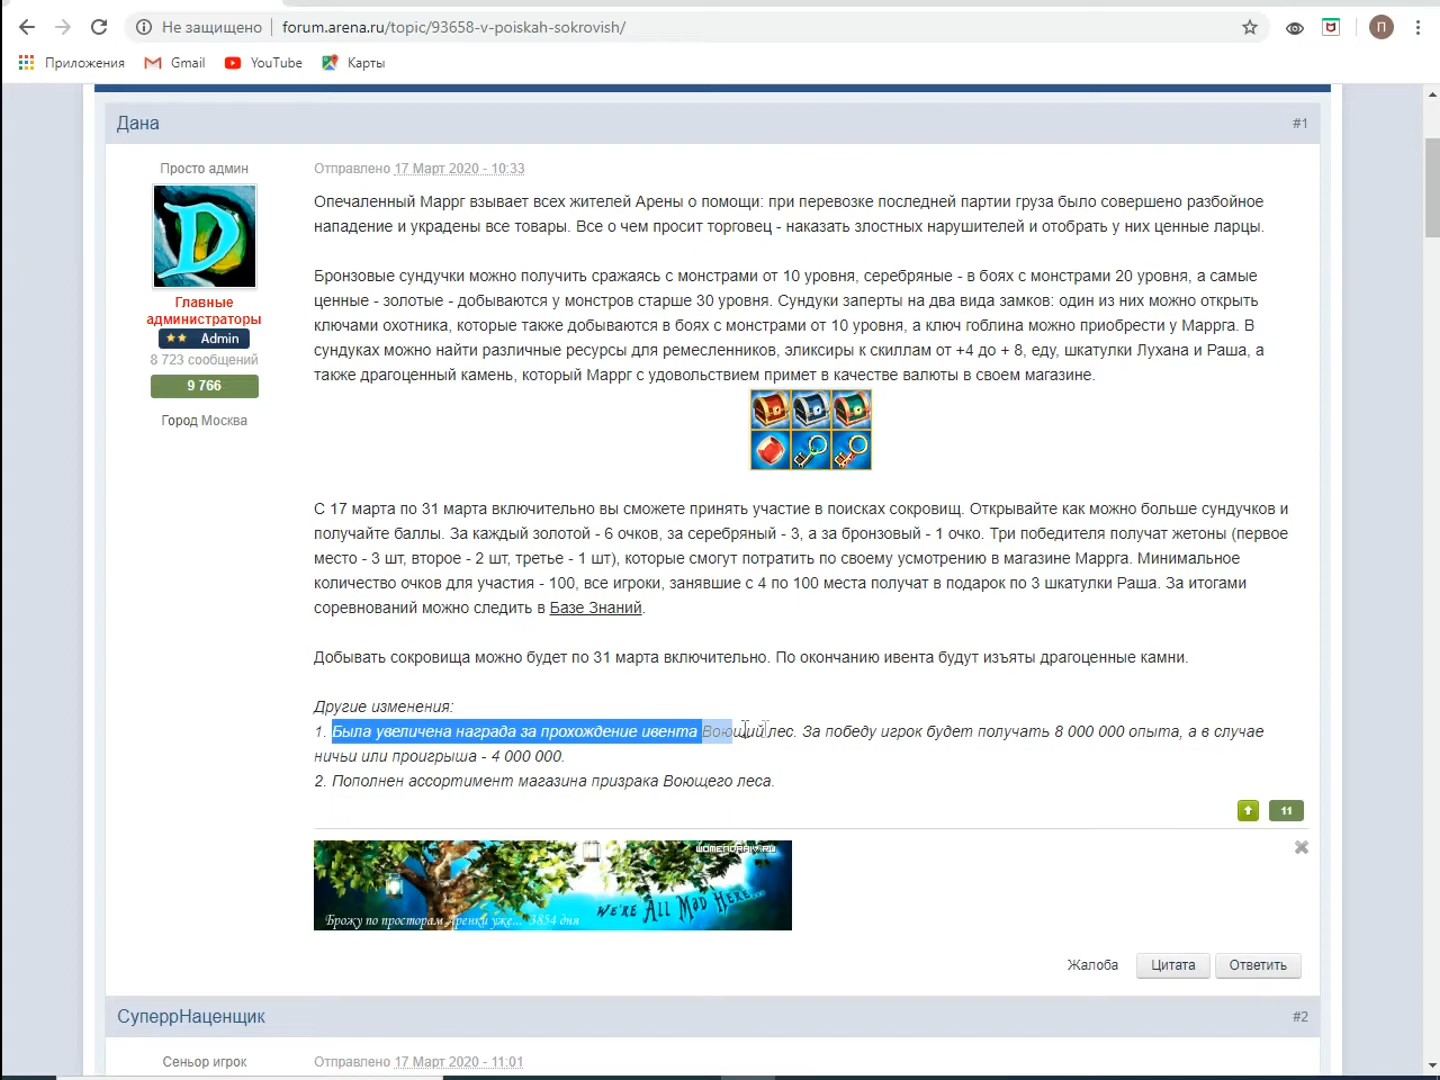 Не защищено forum.arena.ru/topic/93658-v-poiskah-sokrovish/
П
Приложения Gmail YouTube Карты
Дана #1
Просто админ
Главные
администраторы
Admin
8 723 сообщений
9 766
Город Москва
Отправлено 17 Март 2020 - 10:33
Опечаленный Маррг взывает всех жителей Арены о помощи: при перевозке последней партии груза было совершено разбойное
нападение и украдены все товары. Все о чем просит торговец - наказать злостных нарушителей и отобрать у них ценные ларцы.
Бронзовые сундучки можно получить сражаясь с монстрами от 10 уровня, серебряные - в боях с монстрами 20 уровня, а самые
ценные - золотые - добываются у монстров старше 30 уровня. Сундуки заперты на два вида замков: один из них можно открыть
ключами охотника, которые также добываются в боях с монстрами от 10 уровня, а ключ гоблина можно приобрести у Маррга. В
сундуках можно найти различные ресурсы для ремесленников, эликсиры к скиллам от +4 до + 8, еду, шкатулки Лухана и Раша, а
также драгоценный камень, который Маррг с удовольствием примет в качестве валюты в своем магазине.
С 17 марта по 31 марта включительно вы сможете принять участие в поисках сокровищ. Открывайте как можно больше сундучков и
получайте баллы. За каждый золотой - 6 очков, за серебряный - 3, а за бронзовый - 1 очко. Три победителя получат жетоны (первое
место - 3 шт, второе - 2 шт, третье - 1 шт), которые смогут потратить по своему усмотрению в магазине Маррга. Минимальное
количество очков для участия - 100, все игроки, занявшие с 4 по 100 места получат в подарок по 3 шкатулки Раша. За итогами
соревнований можно следить в Базе Знаний.
Добывать сокровища можно будет по 31 марта включительно. По окончанию ивента будут изъяты драгоценные камни.
Другие изменения:
1. Была увеличена награда за прохождение ивента Воющий лес. За победу игрок будет получать 8 000 000 опыта, а в случае
ничьи или проигрыша - 4 000 000.
2. Пополнен ассортимент магазина призрака Воющего леса.
11
WOMENORAIV.RU
WE'RE ALL MAD HERE...
Брожу по просторам Аренки уже... 3854 дня
Жалоба Цитата Ответить
СуперрНаценщик #2
Сеньор игрок
Отправлено 17 Март 2020 - 11:01